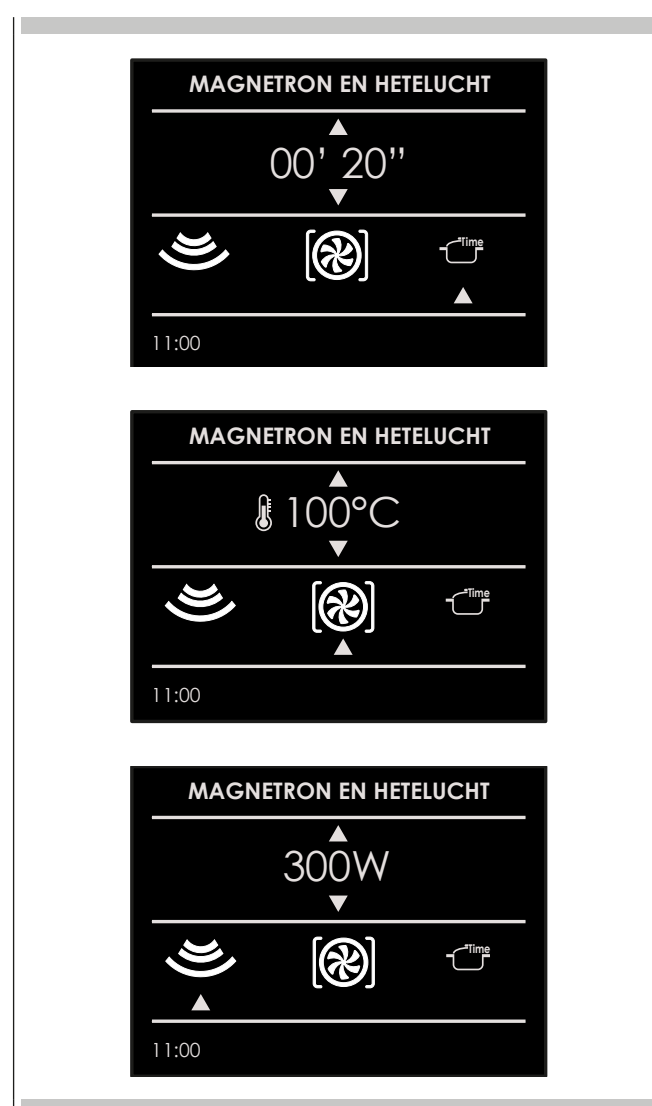 MAGNETRON EN HETELUCHT
00’ 20’’
Time
11:00
MAGNETRON EN HETELUCHT
100°C
Time
11:00
MAGNETRON EN HETELUCHT
300W
Time
11:00